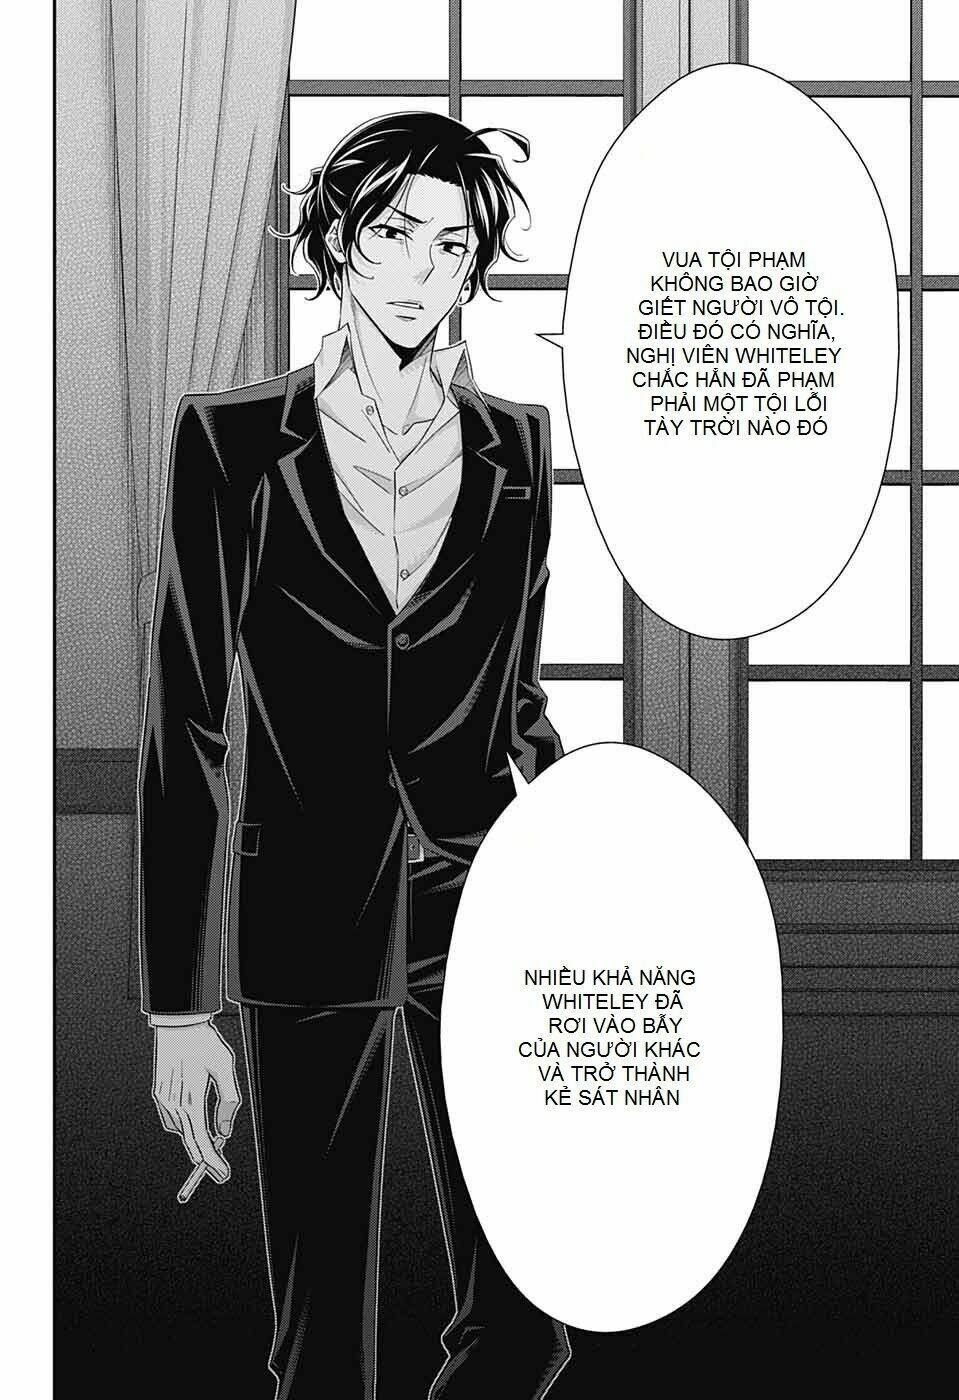 VUA TỘI PHẠM
KHÔNG BAO GIỜ
GIẾT NGƯỜI VÔ TỘI.
ĐIỀU ĐÓ CÓ NGHĨA,
NGHỊ VIÊN WHITELEY
CHẮC HẲN ĐÃ PHẠM
PHẢI MỘT TỘI LỖI
TÀY TRỜI NÀO ĐÓ
NHIỀU KHẢ NĂNG
WHITELEY ĐÃ
RƠI VÀO BẪY
CỦA NGƯỜI KHÁC
VÀ TRỞ THÀNH
KẺ SÁT NHÂN